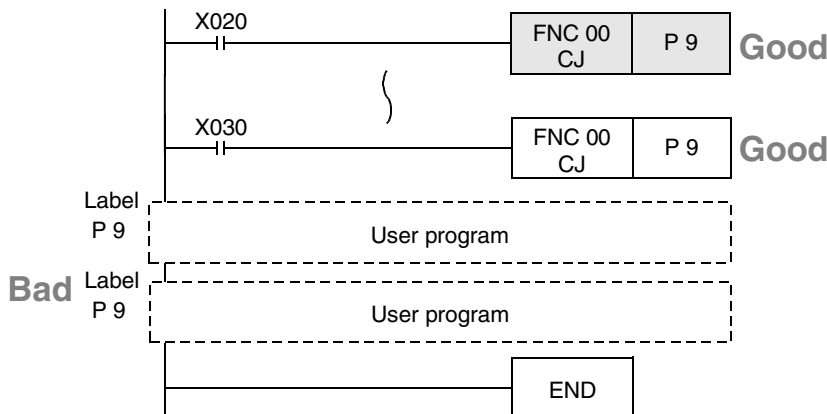 X020
FNC 00
CJ
P 9
Good
X030
FNC 00
CJ
P 9
Good
Label
P 9
User program
Bad
Label
P 9
User program
END